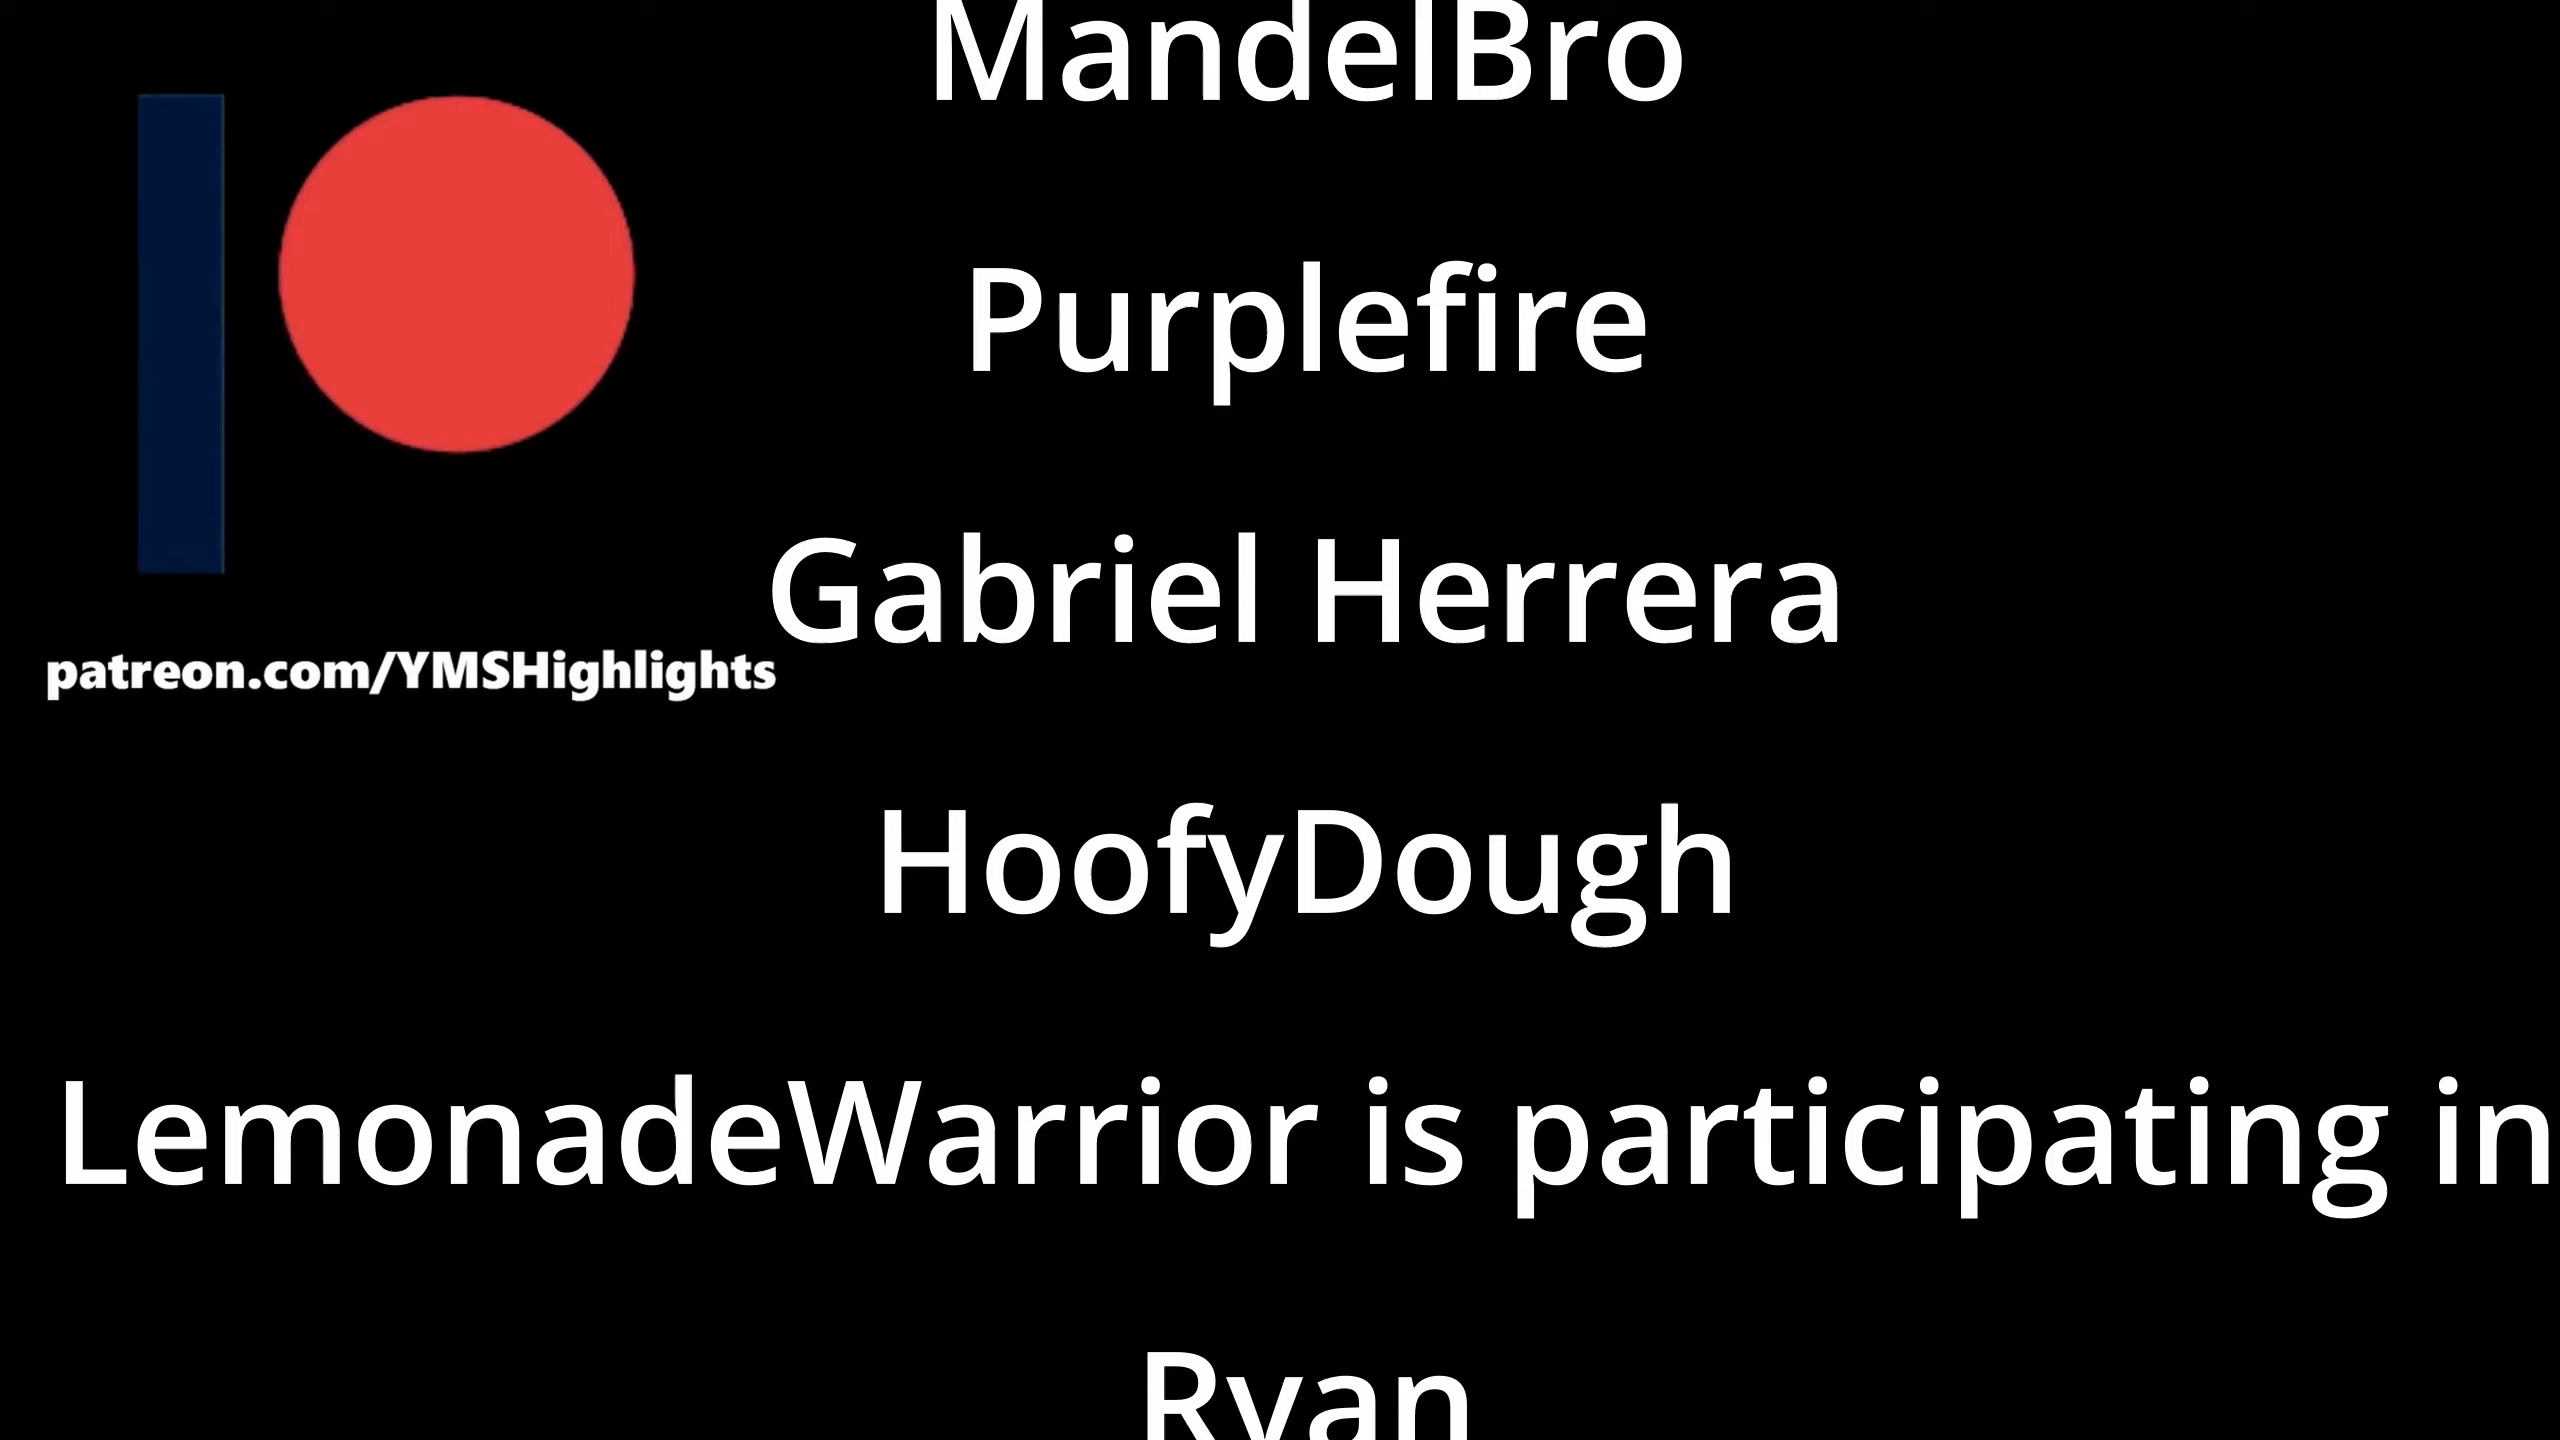 MandelBro
Purplefire
Gabriel Herrera
patreon.com/YMSHighlights
HoofyDough
LemonadeWarrior is participating in
Ryan